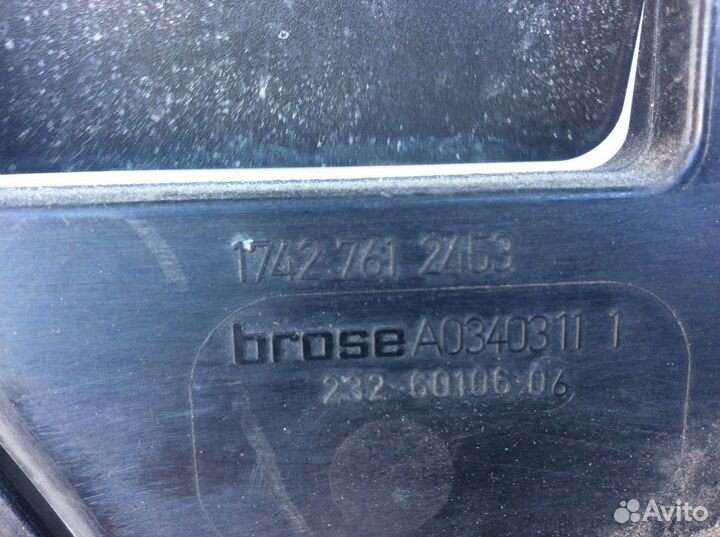 1742 761 2453
brose A0340311 1
232 60106 06
Avito